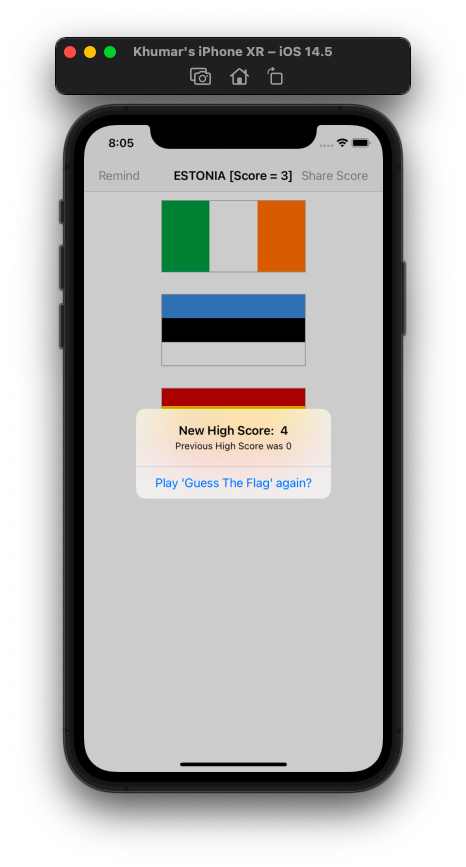 Khumar's iPhone XR – iOS 14.5
8:05
Remind
ESTONIA [Score = 3]
Share Score
New High Score:  4
Previous High Score was 0
Play 'Guess The Flag' again?